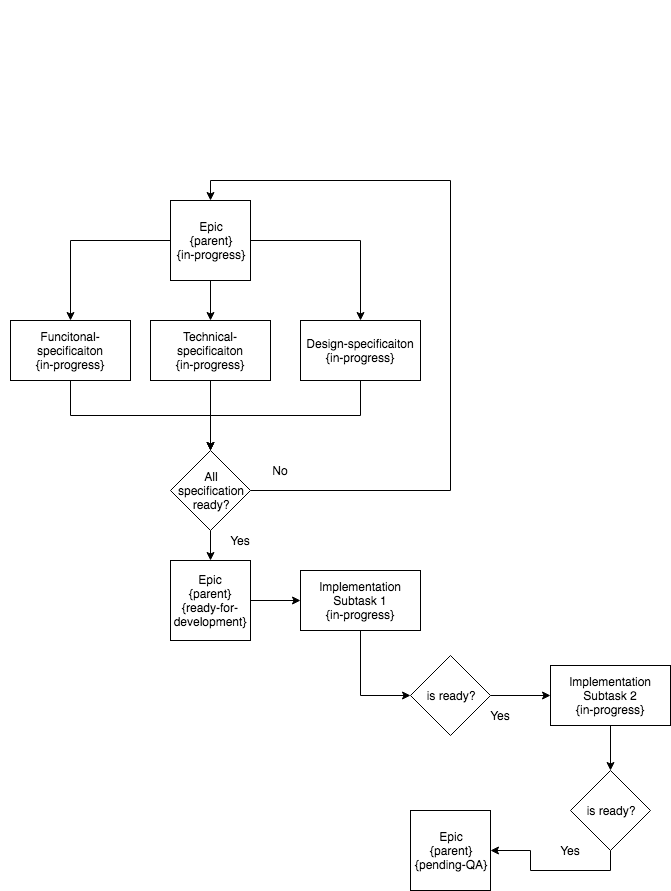 Epic
{parent}
{in-progress}
Funcitonal-
specificaiton
{in-progress}
Technical-
specificaiton
{in-progress}
Design-specificaiton
{in-progress}
All
specification
ready?
No
Yes
Epic
{parent}
{ready-for-
development}
Implementation
Subtask 1
{in-progress}
is ready?
Yes
Implementation
Subtask 2
{in-progress}
is ready?
Yes
Epic
{parent}
{pending-QA}